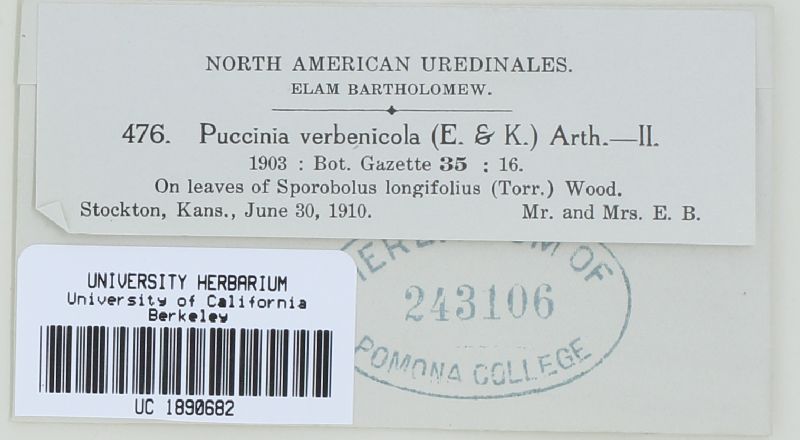 NORTH AMERICAN UREDINALES.
ELAM BARTHOLOMEW.
476. Puccinia verbenicola (E. & K.) Arth.—II.
1903 : Bot. Gazette 35 : 16.
On leaves of Sporobolus longifolius (Torr.) Wood.
Stockton, Kans., June 30, 1910. Mr. and Mrs. E. B.
HERBARIUM OF
243106
POMONA COLLEGE
UNIVERSITY HERBARIUM
University of California
Berkeley
UC 1890682